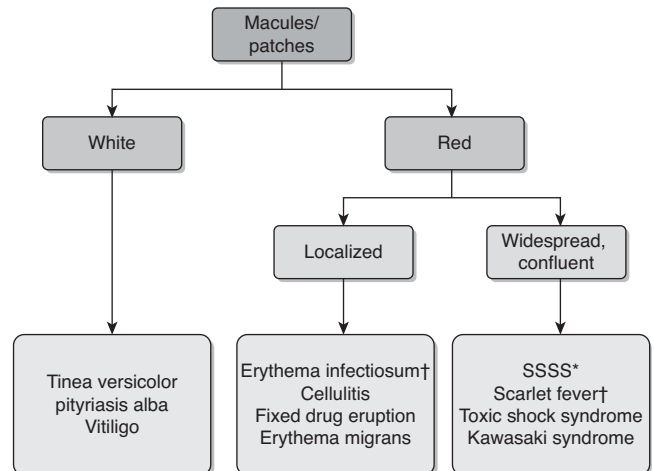 Macules/
patches
White
Red
Localized
Widespread,
confluent
Tinea versicolor
pityriasis alba
Vitiligo
Erythema infectiosum†
Cellulitis
Fixed drug eruption
Erythema migrans
SSSS*
Scarlet fever†
Toxic shock syndrome
Kawasaki syndrome